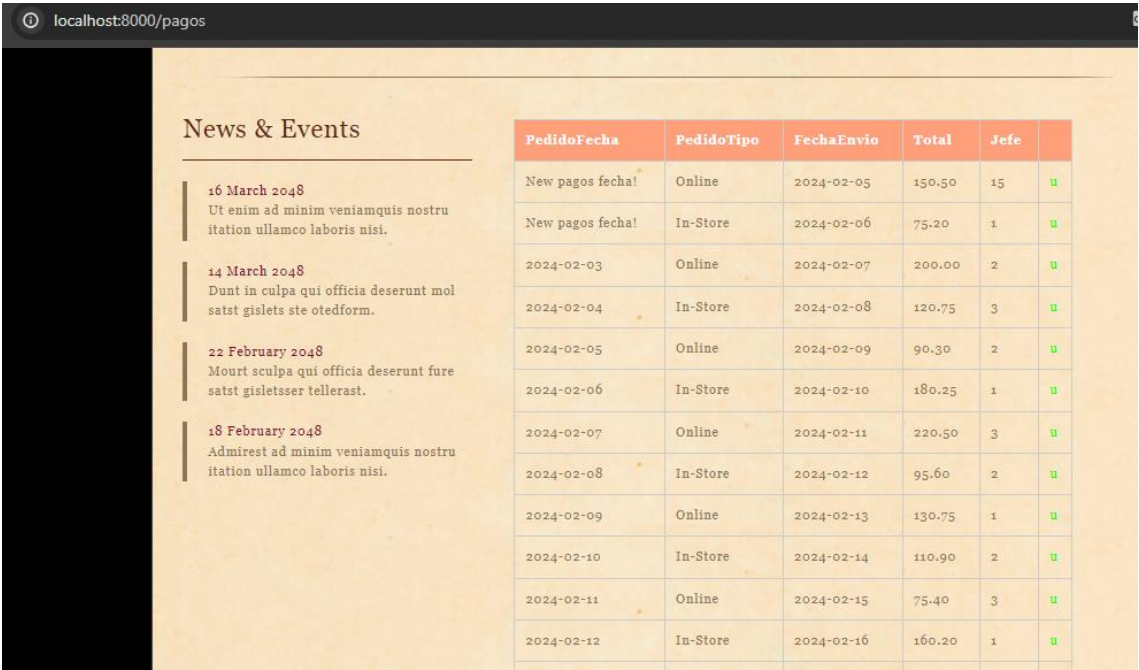 localhost:8000/pagos
News & Events
16 March 2048
Ut enim ad minim veniamquis nostru
itation ullamco laboris nisi.
14 March 2048
Dunt in culpa qui officia deserunt mol
satst gislets ste otedform.
22 February 2048
Mourt sculpa qui officia deserunt fure
satst gisletsser tellerast.
18 February 2048
Admirest ad minim veniamquis nostru
itation ullamco laboris nisi.
PedidoFecha PedidoTipo FechaEnvio Total Jefe
New pagos fecha! Online 2024-02-05 150.50 15 u
New pagos fecha! In-Store 2024-02-06 75.20 1 u
2024-02-03 Online 2024-02-07 200.00 2 u
2024-02-04 In-Store 2024-02-08 120.75 3 u
2024-02-05 Online 2024-02-09 90.30 2 u
2024-02-06 In-Store 2024-02-10 180.25 1 u
2024-02-07 Online 2024-02-11 220.50 3 u
2024-02-08 In-Store 2024-02-12 95.60 2 u
2024-02-09 Online 2024-02-13 130.75 1 u
2024-02-10 In-Store 2024-02-14 110.90 2 u
2024-02-11 Online 2024-02-15 75.40 3 u
2024-02-12 In-Store 2024-02-16 160.20 1 u